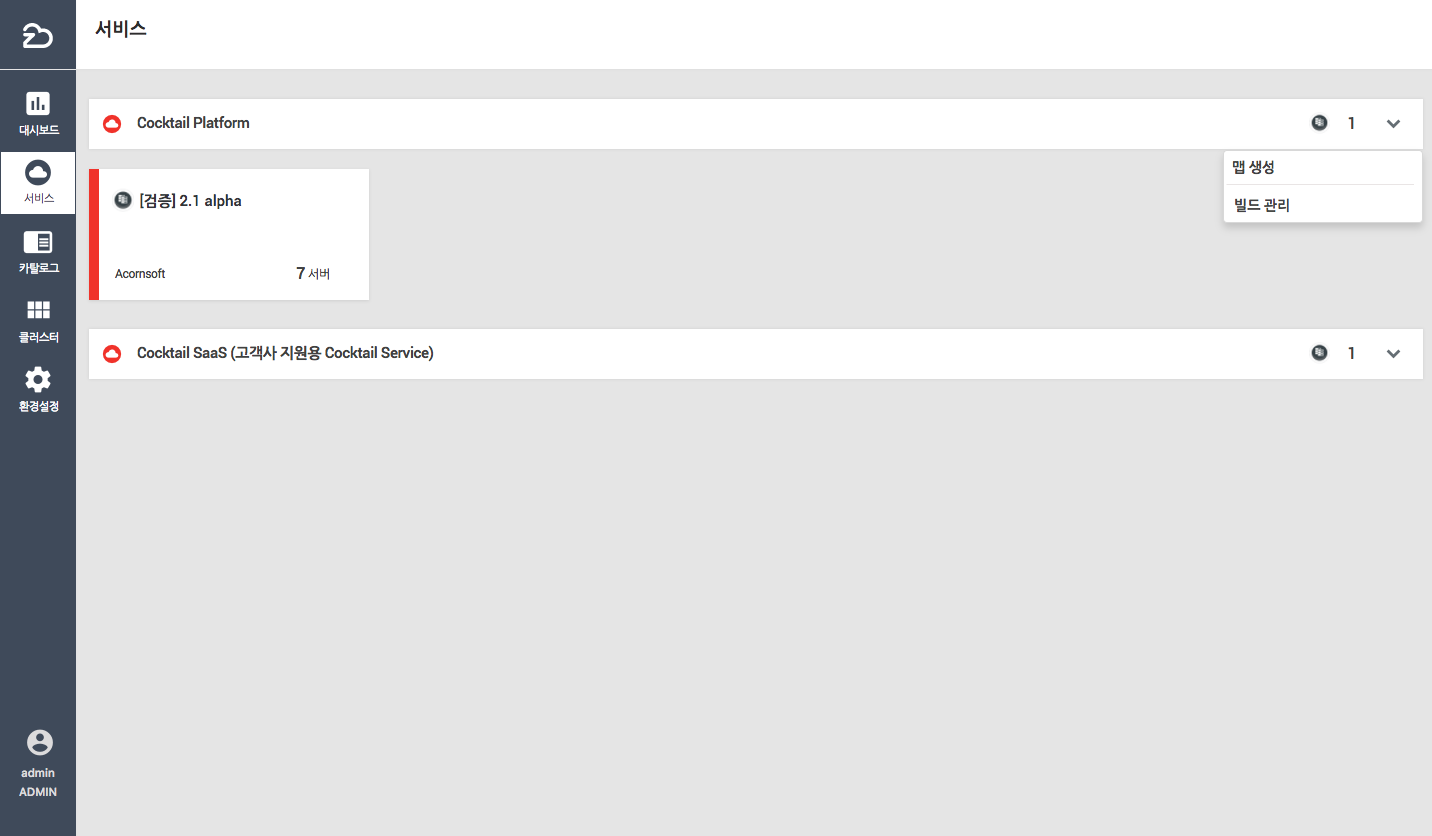 서비스
대시보드
서비스
카탈로그
클러스터
환경설정
admin
ADMIN
Cocktail Platform
1
맵 생성
빌드 관리
[검증] 2.1 alpha
Acornsoft
7 서버
Cocktail SaaS (고객사 지원용 Cocktail Service)
1